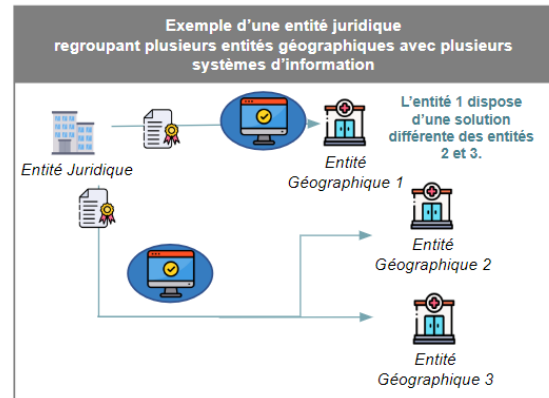 Exemple d'une entité juridique
regroupant plusieurs entités géographiques avec plusieurs
systèmes d'information
L'entité 1 dispose
d'une solution
différente des entités
2 et 3.
Entité Juridique
Entité
Géographique 1
Entité
Géographique 2
Entité
Géographique 3